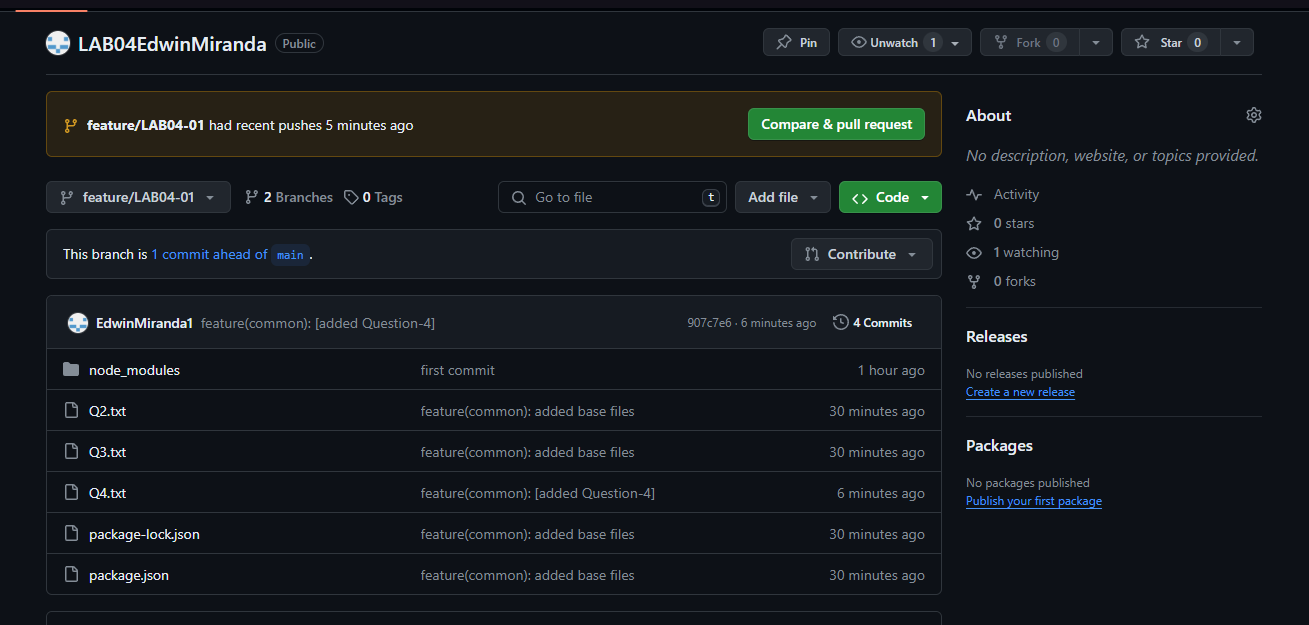 LAB04EdwinMiranda Public
Pin
Unwatch 1
Fork 0
Star 0
feature/LAB04-01 had recent pushes 5 minutes ago
Compare & pull request
feature/LAB04-01
2 Branches
0 Tags
Go to file t
Add file
<> Code
This branch is 1 commit ahead of main .
Contribute
EdwinMiranda1 feature(common): [added Question-4] 907c7e6 · 6 minutes ago 4 Commits
node_modules first commit 1 hour ago
Q2.txt feature(common): added base files 30 minutes ago
Q3.txt feature(common): added base files 30 minutes ago
Q4.txt feature(common): [added Question-4] 6 minutes ago
package-lock.json feature(common): added base files 30 minutes ago
package.json feature(common): added base files 30 minutes ago
About
No description, website, or topics provided.
Activity
0 stars
1 watching
0 forks
Releases
No releases published
Create a new release
Packages
No packages published
Publish your first package